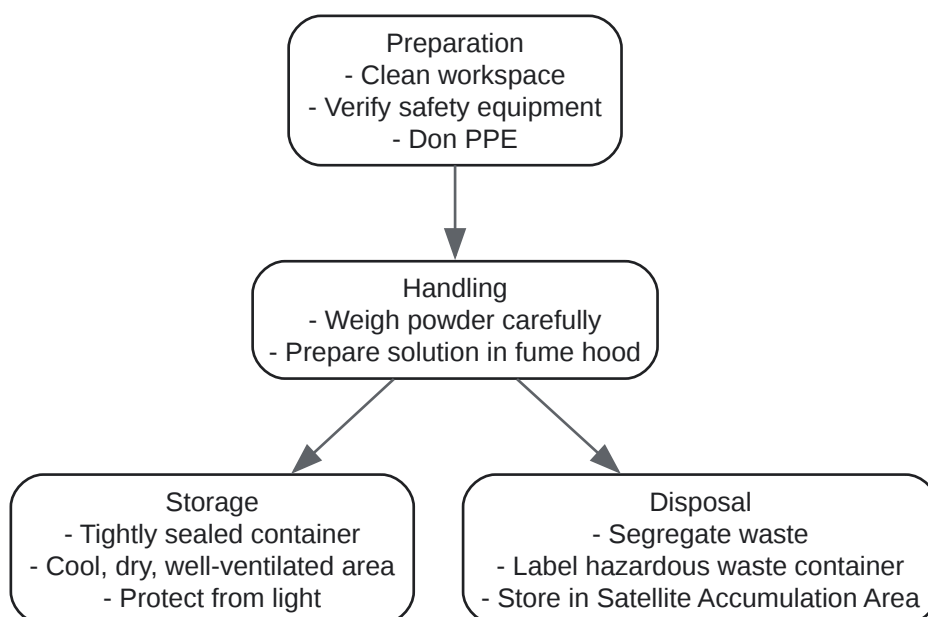 Preparation
- Clean workspace
- Verify safety equipment
- Don PPE
Handling
- Weigh powder carefully
- Prepare solution in fume hood
Storage
- Tightly sealed container
- Cool, dry, well-ventilated area
- Protect from light
Disposal
- Segregate waste
- Label hazardous waste container
- Store in Satellite Accumulation Area